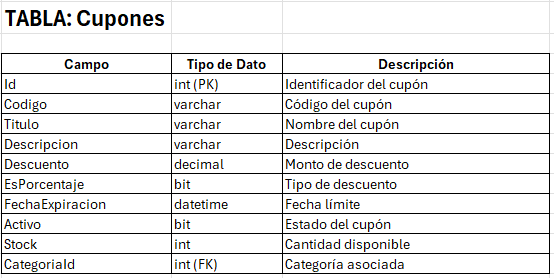 TABLA: Cupones
Campo Tipo de Dato Descripción
Id int (PK) Identificador del cupón
Codigo varchar Código del cupón
Titulo varchar Nombre del cupón
Descripcion varchar Descripción
Descuento decimal Monto de descuento
EsPorcentaje bit Tipo de descuento
FechaExpiracion datetime Fecha límite
Activo bit Estado del cupón
Stock int Cantidad disponible
CategoriaId int (FK) Categoría asociada